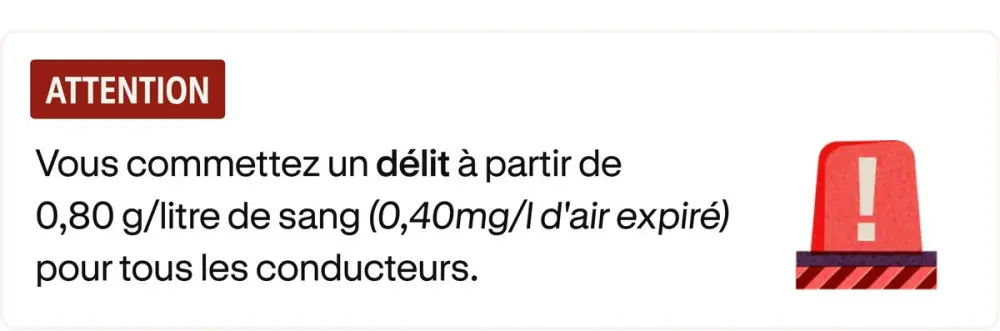 ATTENTION
Vous commettez un délit à partir de
0,80 g/litre de sang (0,40mg/l d'air expiré)
pour tous les conducteurs.